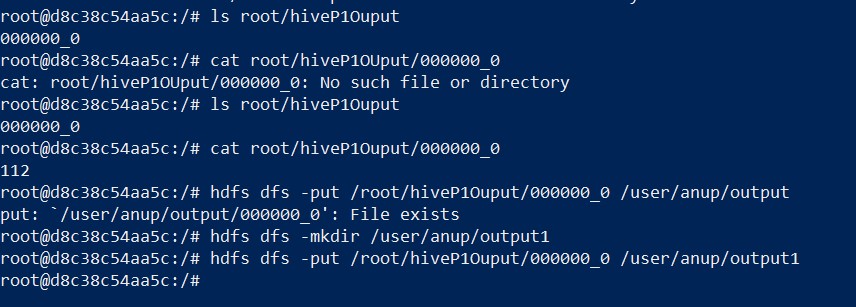 root@d8c38c54aa5c:/# ls root/hiveP1Ouput
000000_0
root@d8c38c54aa5c:/# cat root/hiveP1OUput/000000_0
cat: root/hiveP1OUput/000000_0: No such file or directory
root@d8c38c54aa5c:/# ls root/hiveP1Ouput
000000_0
root@d8c38c54aa5c:/# cat root/hiveP1Ouput/000000_0
112
root@d8c38c54aa5c:/# hdfs dfs -put /root/hiveP1Ouput/000000_0 /user/anup/output
put: `/user/anup/output/000000_0': File exists
root@d8c38c54aa5c:/# hdfs dfs -mkdir /user/anup/output1
root@d8c38c54aa5c:/# hdfs dfs -put /root/hiveP1Ouput/000000_0 /user/anup/output1
root@d8c38c54aa5c:/#